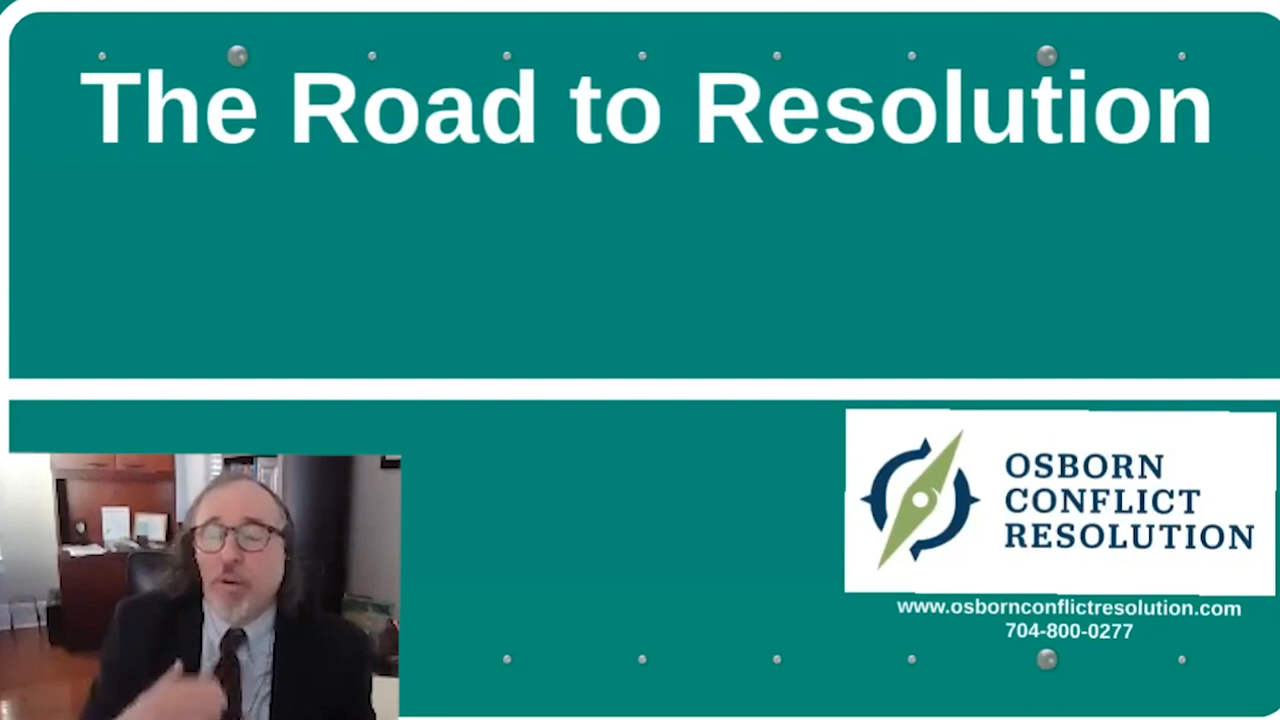 The Road to Resolution
OSBORN
CONFLICT
RESOLUTION
www.osbornconflictresolution.com
704-800-0277